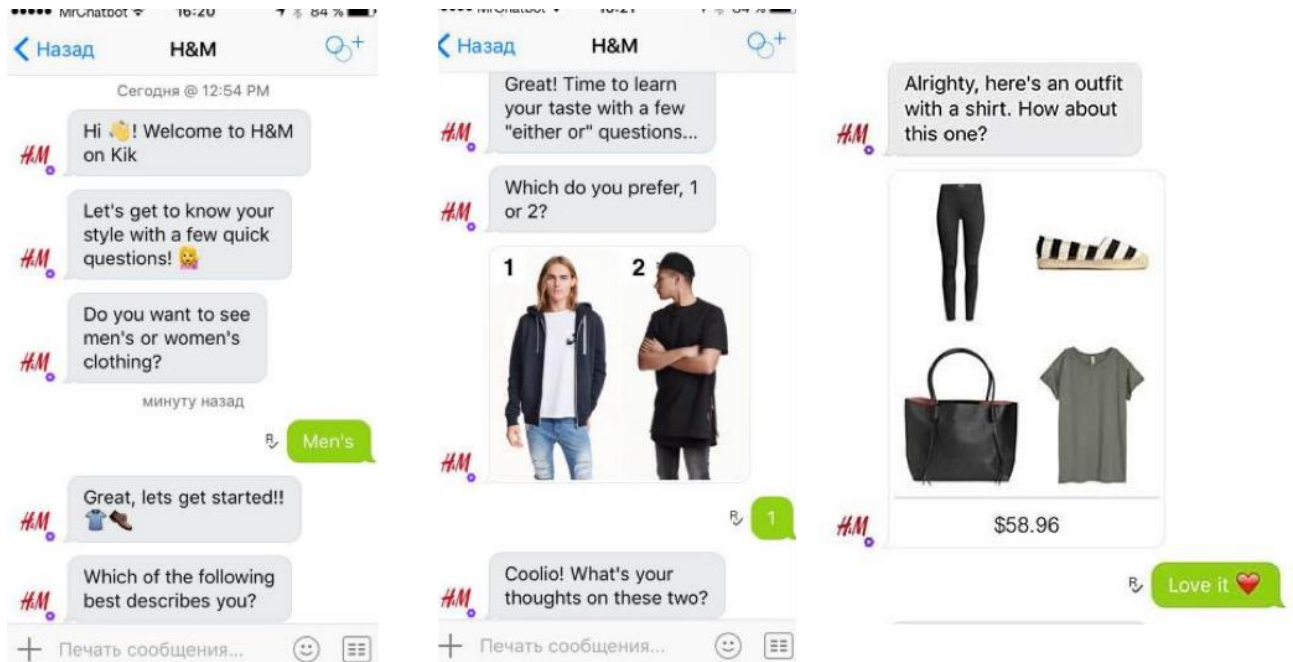 MrChatbot 16:20 84 %
Назад H&M
Сегодня @ 12:54 PM
Hi 👋! Welcome to H&M
on Kik
H&M
Let's get to know your
style with a few quick
questions! 💁
H&M
Do you want to see
men's or women's
clothing?
H&M
минуту назад
R Men's
Great, lets get started!!
👕👞
H&M
Which of the following
best describes you?
H&M
Печать сообщения...
MrChatbot 16:21 84 %
Назад H&M
Great! Time to learn
your taste with a few
"either or" questions...
H&M
Which do you prefer, 1
or 2?
H&M
1 2
H&M
R 1
Coolio! What's your
thoughts on these two?
H&M
Печать сообщения...
Alrighty, here's an outfit
with a shirt. How about
this one?
H&M
$58.96
H&M
R Love it ❤️